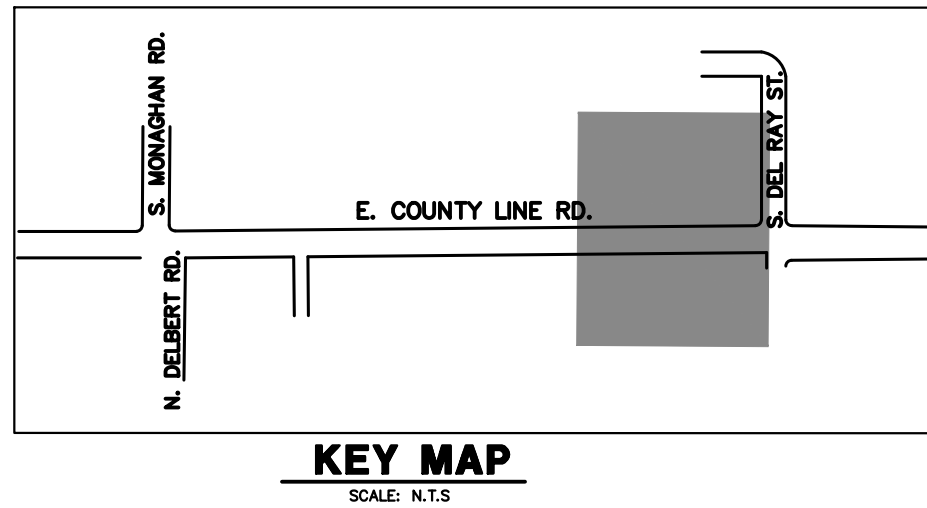 S. MONAGHAN RD.
S. DEL RAY ST.
E. COUNTY LINE RD.
N. DELBERT RD.
KEY MAP
SCALE: N.T.S